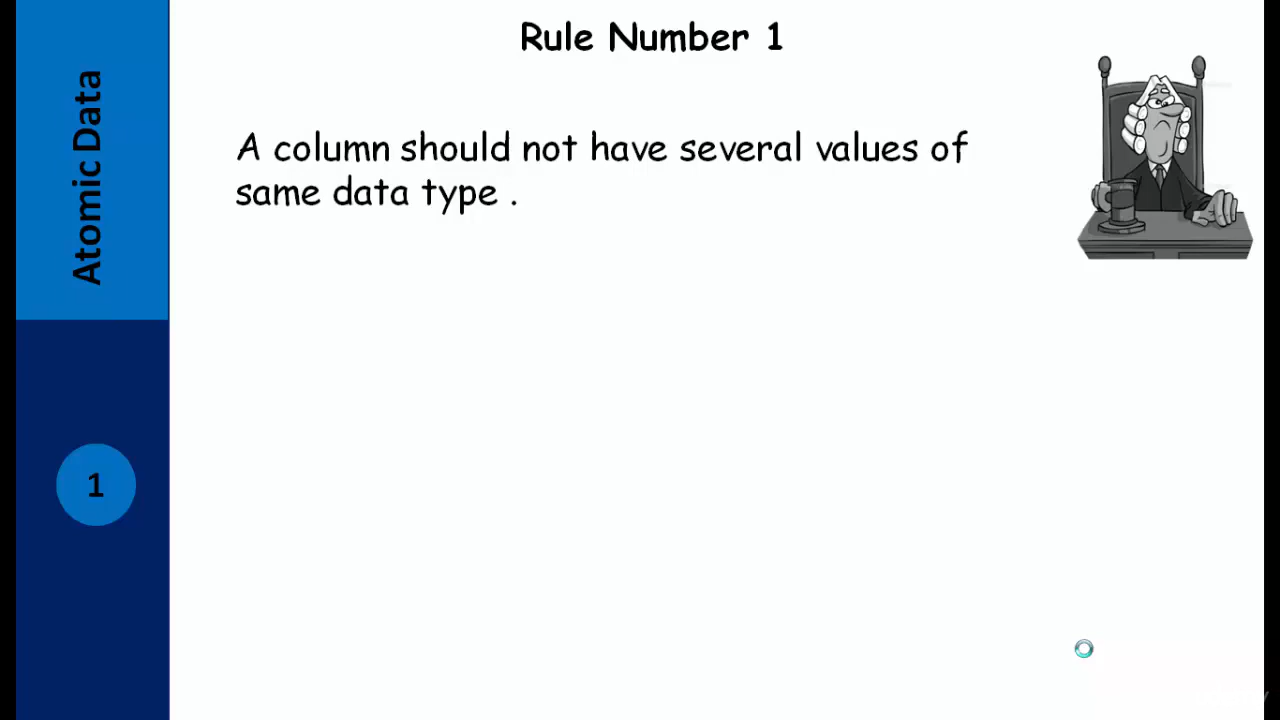 Rule Number 1
Atomic Data
A column should not have several values of
same data type .
1